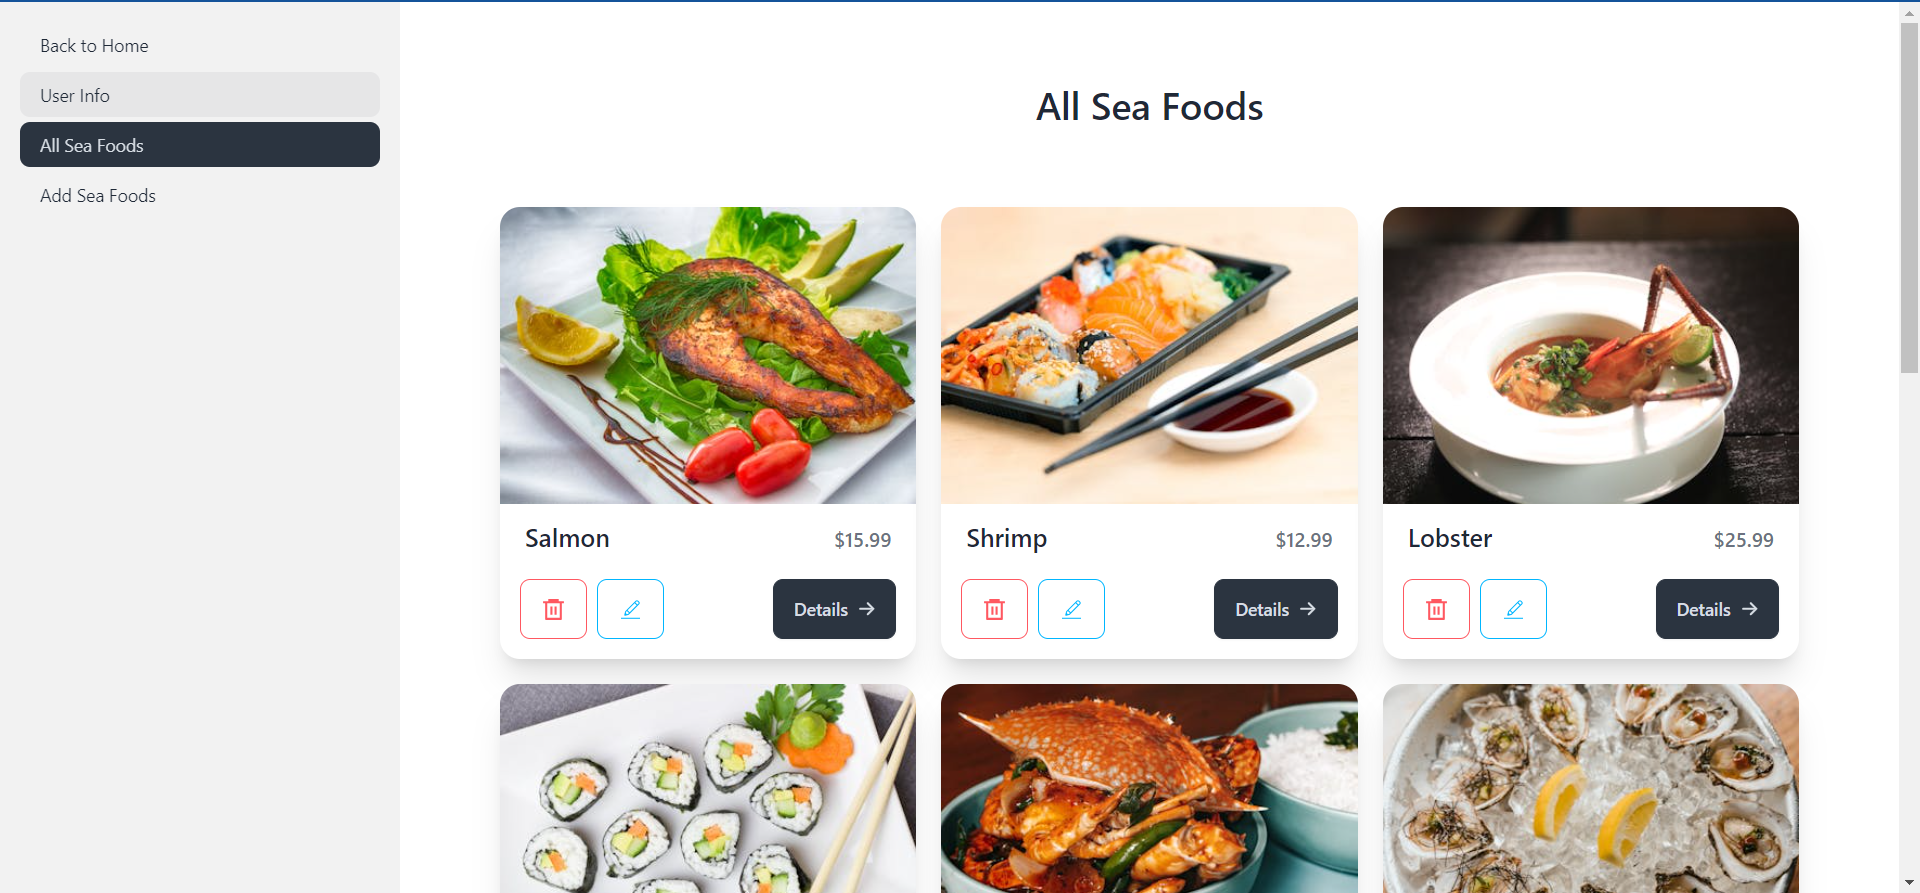 Back to Home
User Info
All Sea Foods
Add Sea Foods
All Sea Foods
Salmon
$15.99
Details
Shrimp
$12.99
Details
Lobster
$25.99
Details